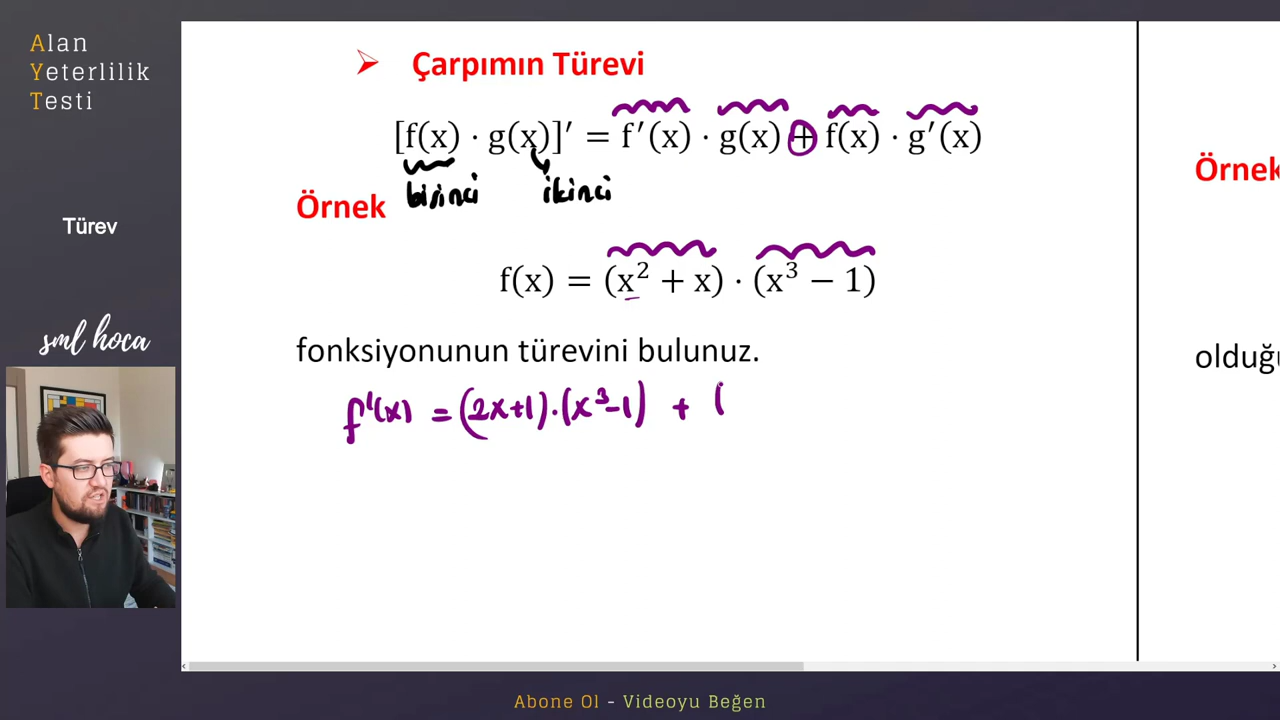 Alan
Yeterlilik
Testi
Türev
sml hoca
➢ Çarpımın Türevi
[f(x) · g(x)]′ = f′(x) · g(x) + f(x) · g′(x)
birinci ikinci
Örnek
f(x) = (x² + x) · (x³ − 1)
fonksiyonunun türevini bulunuz.
f'(x) = (2x+1)·(x³-1) + (
Örnek
olduğu
Abone Ol - Videoyu Beğen